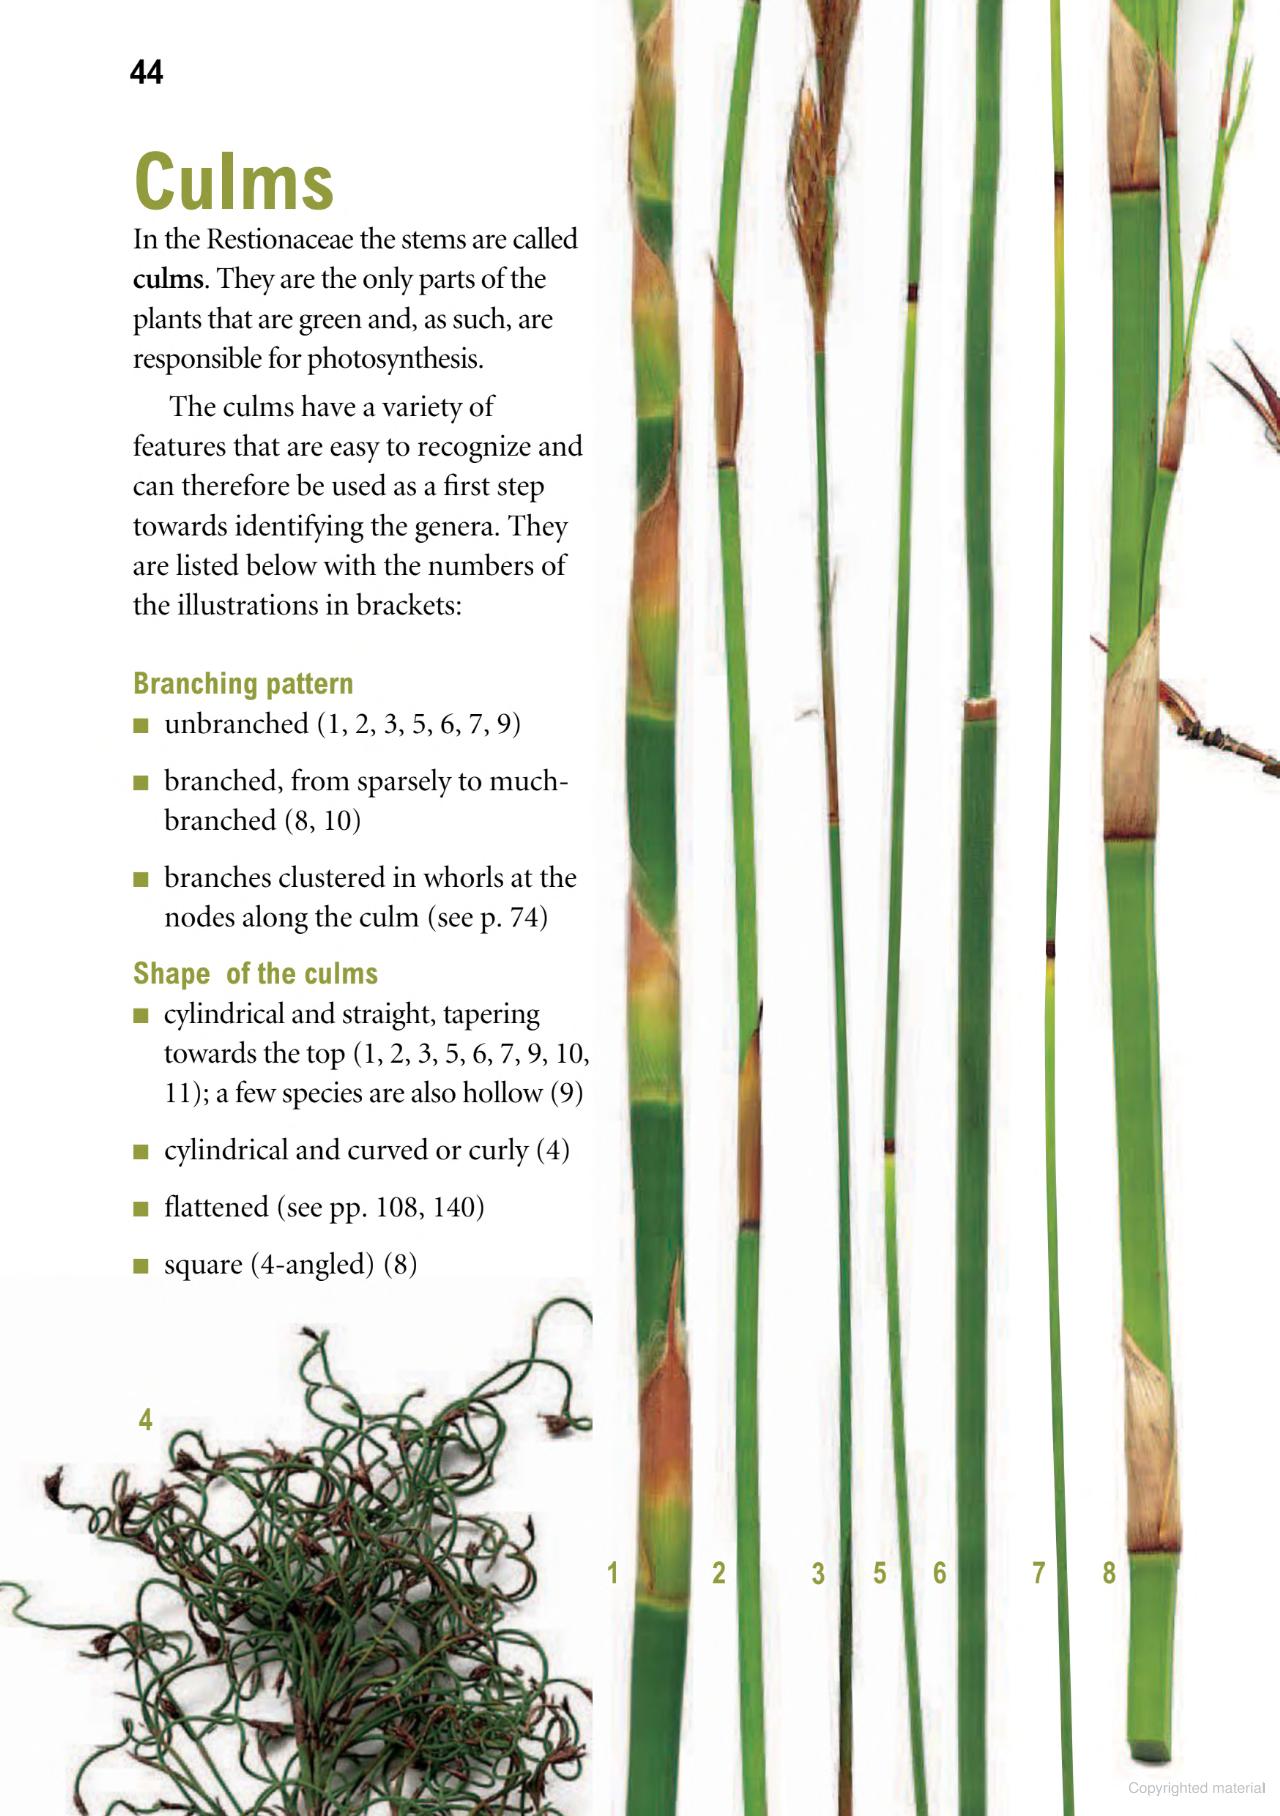 44
Culms
In the Restionaceae the stems are called
culms. They are the only parts of the
plants that are green and, as such, are
responsible for photosynthesis.
The culms have a variety of
features that are easy to recognize and
can therefore be used as a first step
towards identifying the genera. They
are listed below with the numbers of
the illustrations in brackets:
Branching pattern
■ unbranched (1, 2, 3, 5, 6, 7, 9)
■ branched, from sparsely to much-
branched (8, 10)
■ branches clustered in whorls at the
nodes along the culm (see p. 74)
Shape of the culms
■ cylindrical and straight, tapering
towards the top (1, 2, 3, 5, 6, 7, 9, 10,
11); a few species are also hollow (9)
■ cylindrical and curved or curly (4)
■ flattened (see pp. 108, 140)
■ square (4-angled) (8)
4
1 2 3 5 6 7 8
Copyrighted material